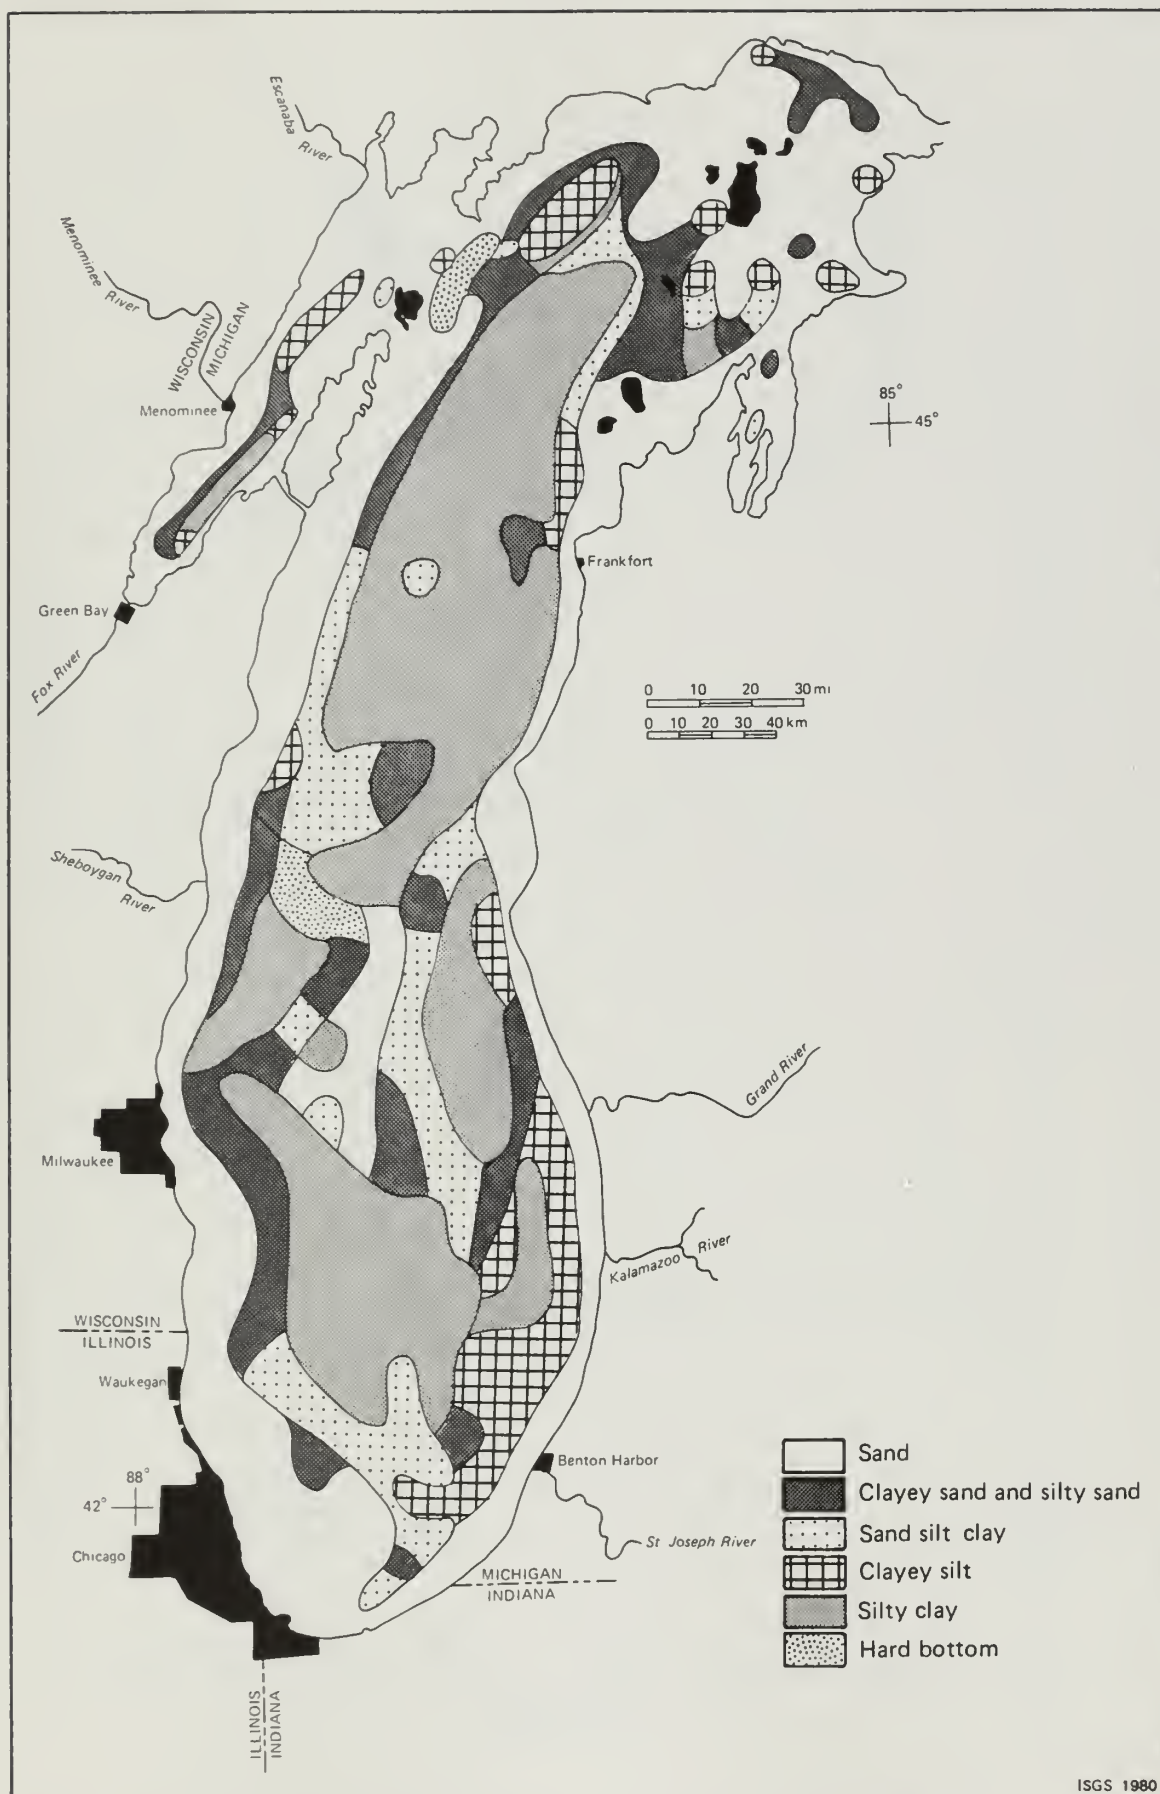 Escanaba
River
Menominee
River
WISCONSIN
MICHIGAN
Menominee
85°
45°
Frankfort
Green Bay
Fox River
0 10 20 30 mi
0 10 20 30 40 km
Sheboygan
River
Grand River
Milwaukee
Kalamazoo River
WISCONSIN
ILLINOIS
Waukegan
Benton Harbor
88°
42°
Chicago
St Joseph River
MICHIGAN
INDIANA
Sand
Clayey sand and silty sand
Sand silt clay
Clayey silt
Silty clay
Hard bottom
ILLINOIS
INDIANA
ISGS 1980